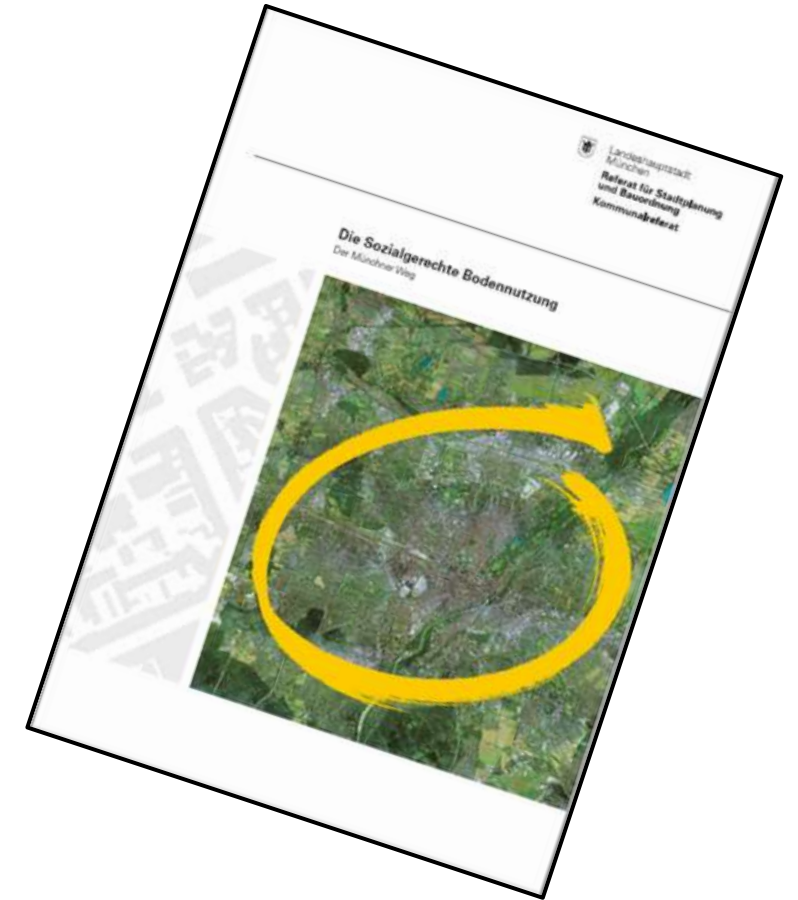 Landeshauptstadt
München
Referat für Stadtplanung
und Bauordnung
Kommunalreferat
Die Sozialgerechte Bodennutzung
Der Münchner Weg